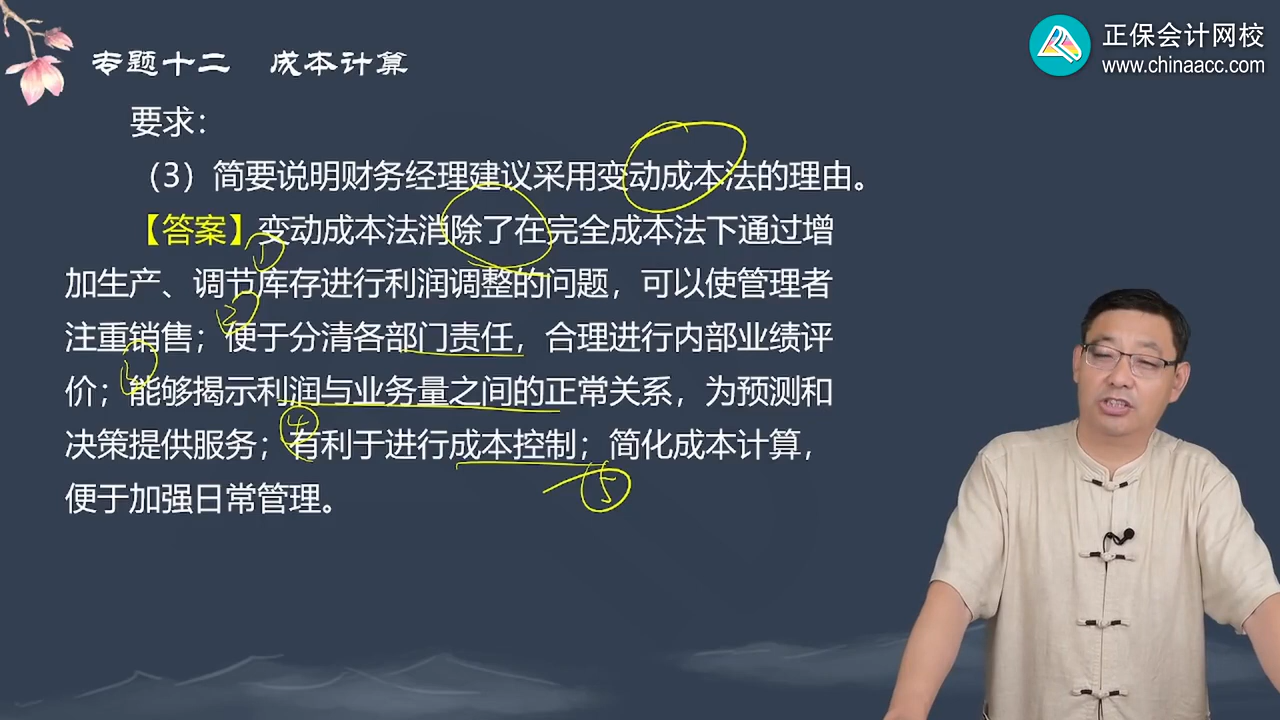 专题十二 成本计算
正保会计网校
www.chinaacc.com
要求：
（3）简要说明财务经理建议采用变动成本法的理由。
【答案】变动成本法消除了在完全成本法下通过增
加生产、调节库存进行利润调整的问题，可以使管理者
注重销售；便于分清各部门责任，合理进行内部业绩评
价；能够揭示利润与业务量之间的正常关系，为预测和
决策提供服务；有利于进行成本控制；简化成本计算，
便于加强日常管理。
①
②
④
⑤